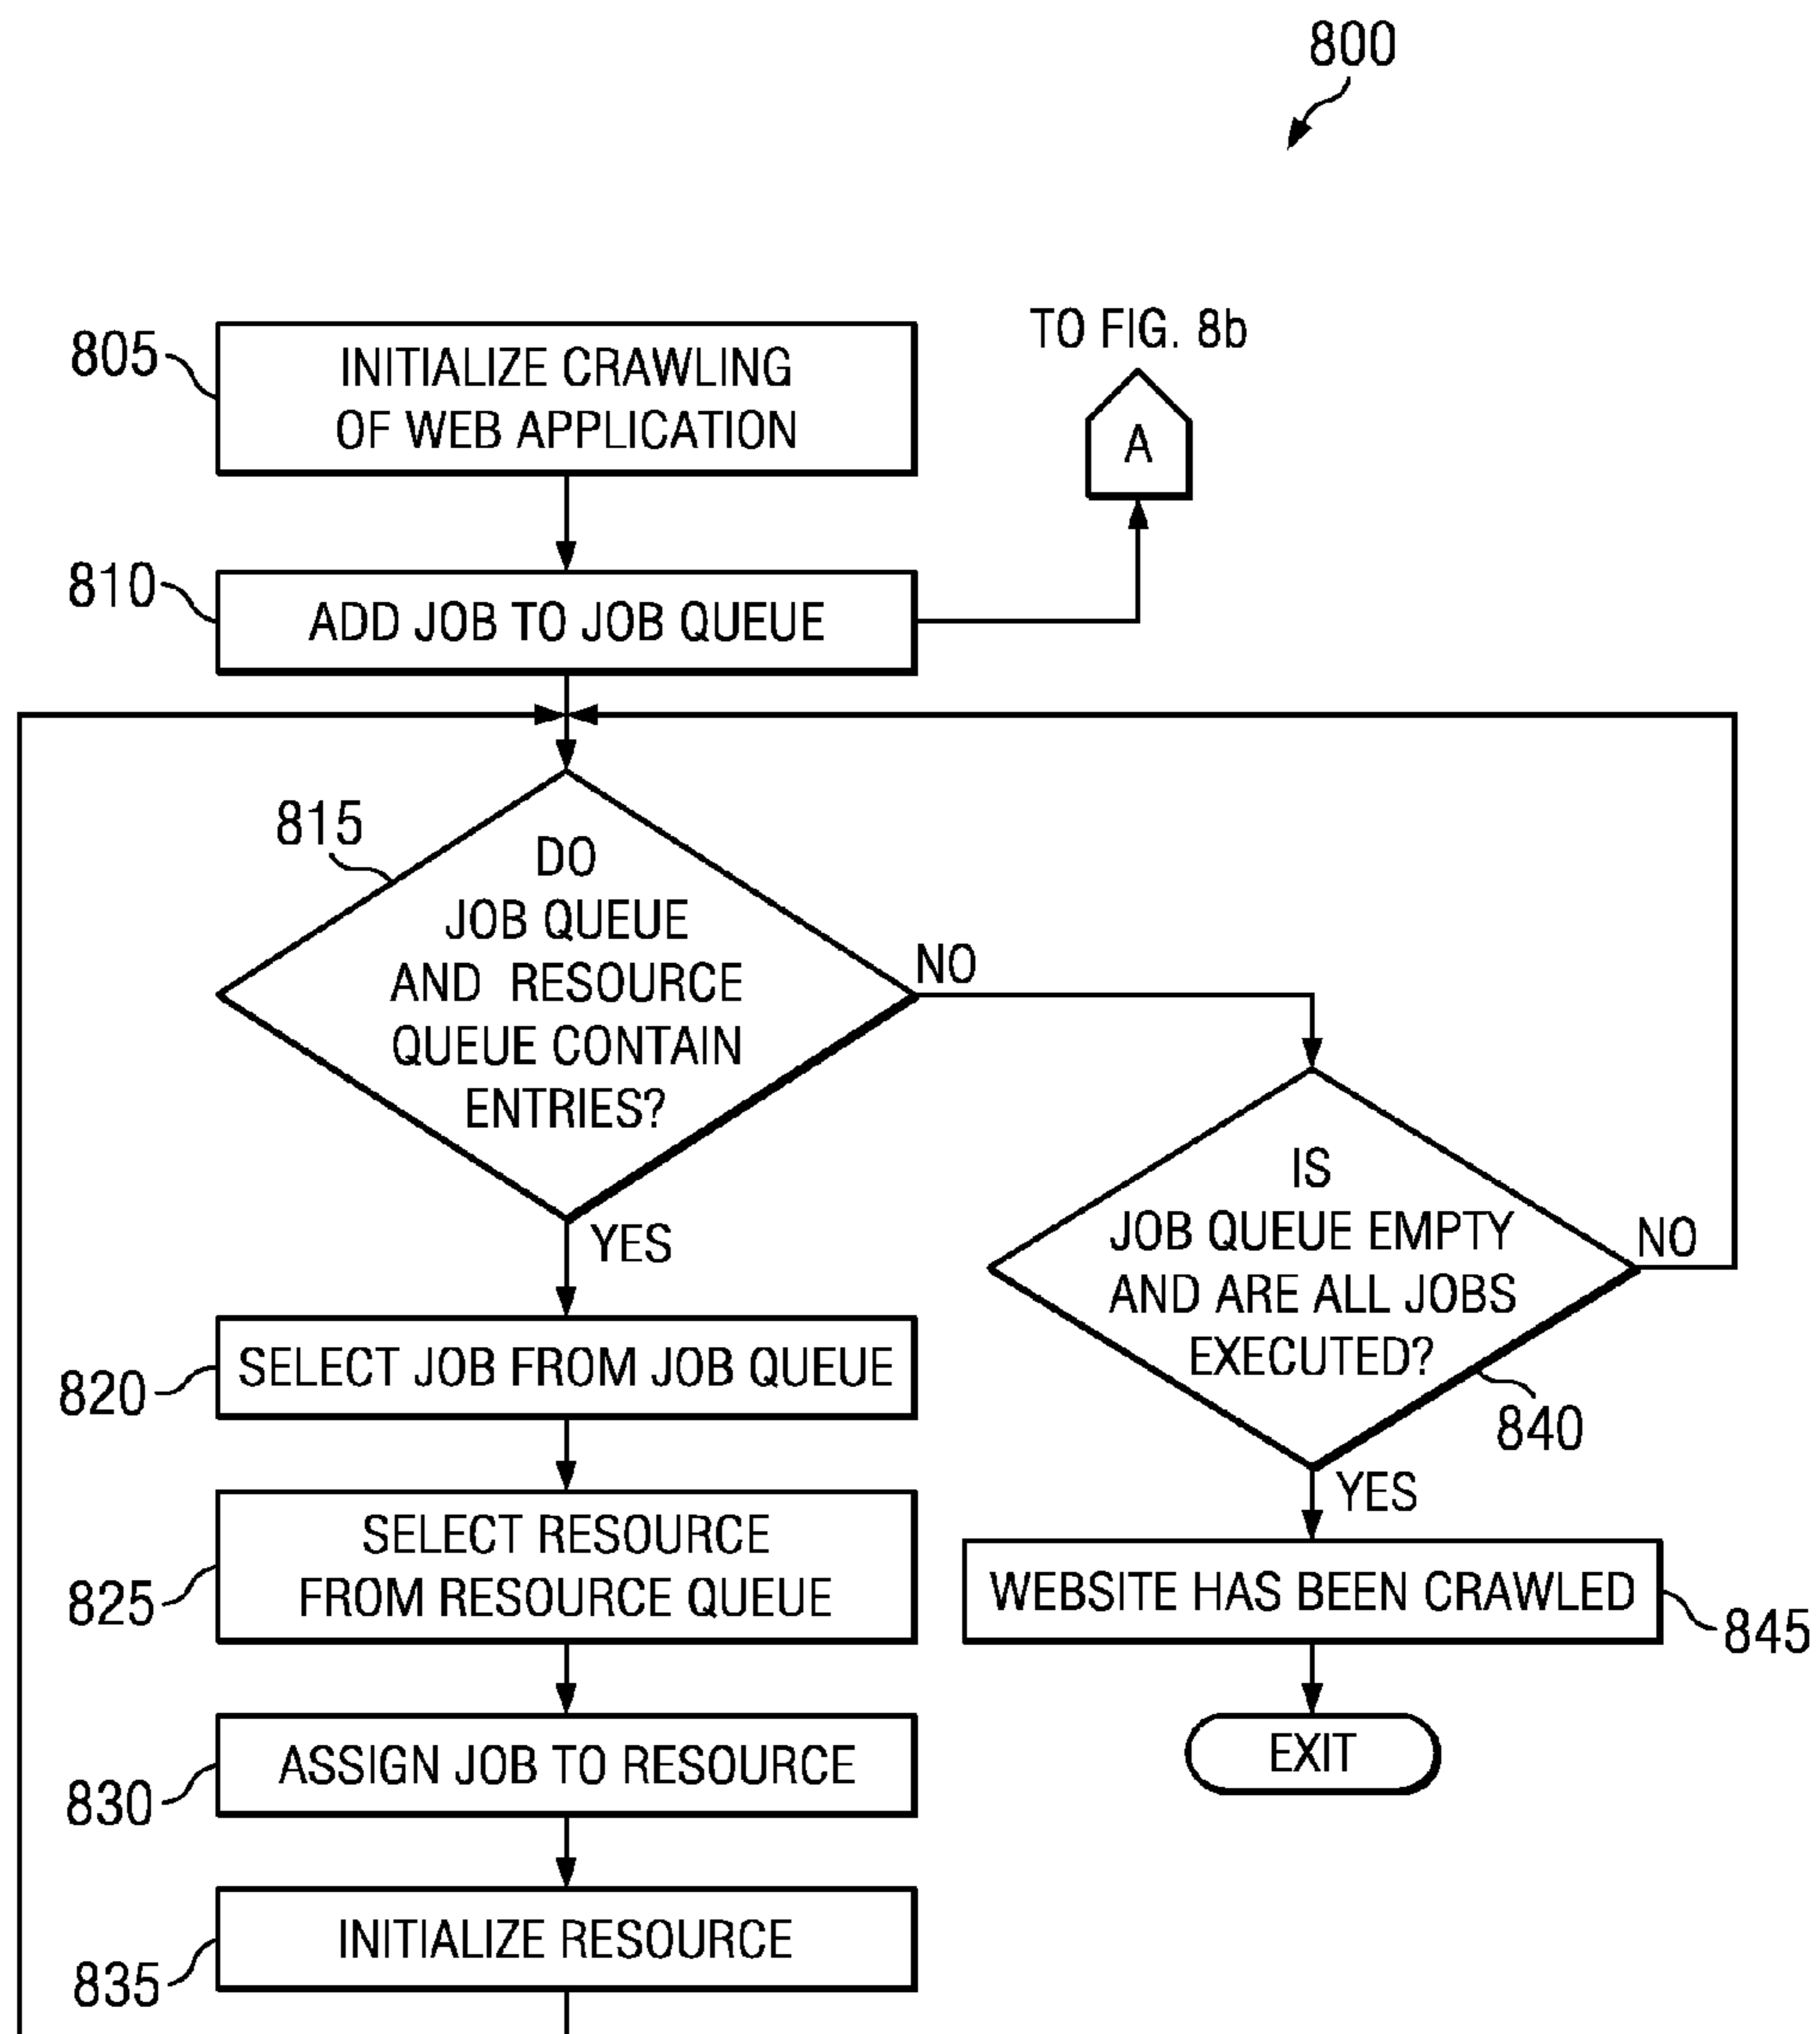 800
805
INITIALIZE CRAWLING
OF WEB APPLICATION
TO FIG. 8b
A
810
ADD JOB TO JOB QUEUE
815
DO
JOB QUEUE
AND RESOURCE
QUEUE CONTAIN
ENTRIES?
NO
YES
IS
JOB QUEUE EMPTY
AND ARE ALL JOBS
EXECUTED?
NO
840
YES
820
SELECT JOB FROM JOB QUEUE
825
SELECT RESOURCE
FROM RESOURCE QUEUE
WEBSITE HAS BEEN CRAWLED
845
830
ASSIGN JOB TO RESOURCE
EXIT
835
INITIALIZE RESOURCE